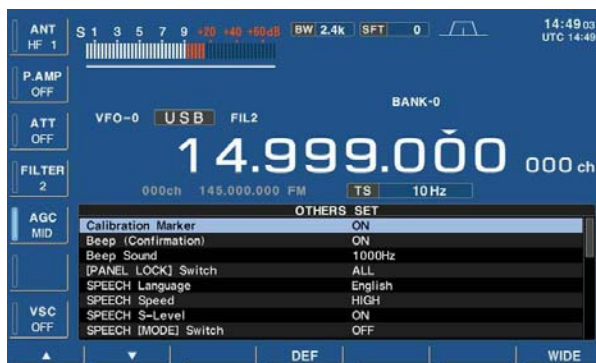 ANT
HF 1
S 1 3 5 7 9 +20 +40 +60dB
BW 2.4k SFT 0
14:49 03
UTC 14:49
P.AMP
OFF
BANK-0
VFO-0 USB FIL2
ATT
OFF
14.999.000 000 ch
FILTER
2
000ch 145.000.000 FM TS 10Hz
OTHERS SET
AGC
MID
Calibration Marker ON
Beep (Confirmation) ON
Beep Sound 1000Hz
[PANEL LOCK] Switch ALL
SPEECH Language English
SPEECH Speed HIGH
VSC
OFF
SPEECH S-Level ON
SPEECH [MODE] Switch OFF
▲ ▼ DEF WIDE